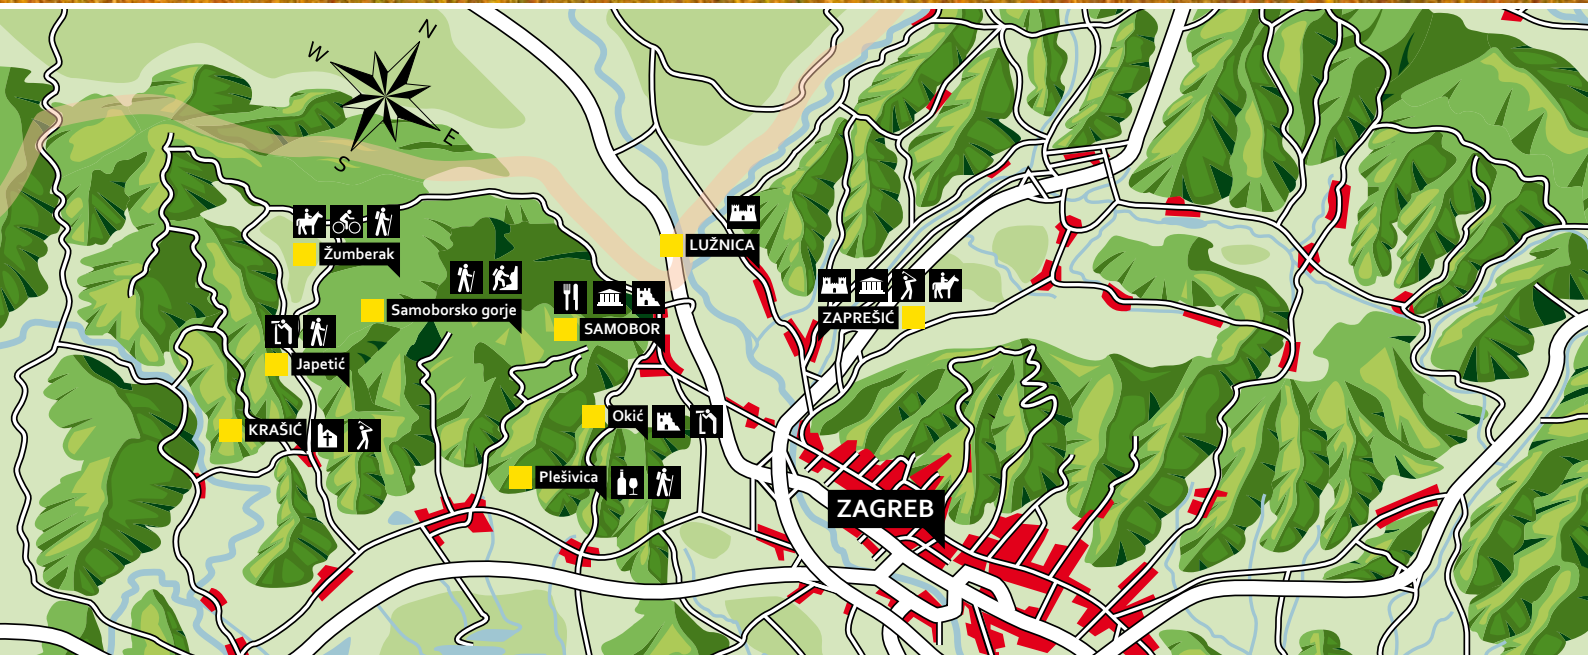 N
W
E
S
Žumberak
LUŽNICA
Samoborsko gorje
SAMOBOR
ZAPREŠIĆ
Japetić
KRAŠIĆ
Okić
Plešivica
ZAGREB